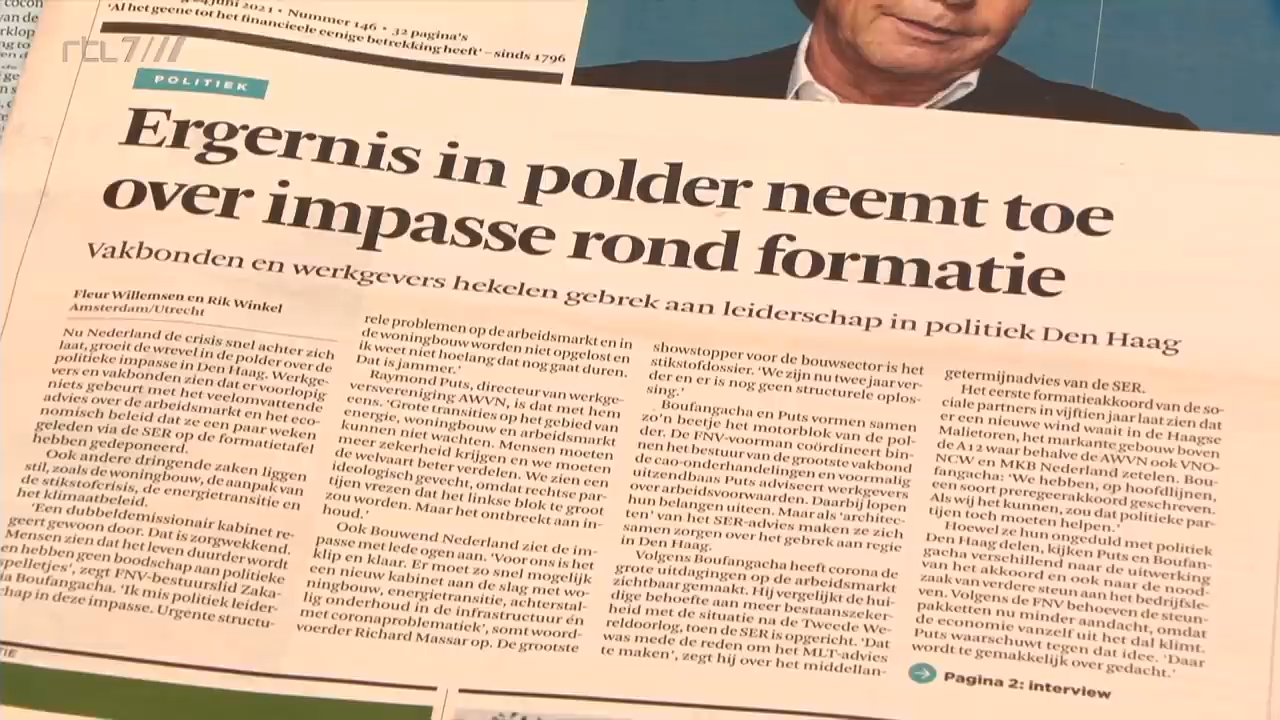 rtl 7
24 juni 2021 • Nummer 146 • 32 pagina's
'Al het geene tot het financieele eenige betrekking heeft' – sinds 1796
POLITIEK
Ergernis in polder neemt toe
over impasse rond formatie
Vakbonden en werkgevers hekelen gebrek aan leiderschap in politiek Den Haag
Fleur Willemsen en Rik Winkel
Amsterdam/Utrecht
Nu Nederland de crisis snel achter zich
laat, groeit de wrevel in de polder over de
politieke impasse in Den Haag. Werkge-
vers en vakbonden zien dat er voorlopig
niets gebeurt met het veelomvattende
advies over de arbeidsmarkt en het eco-
nomisch beleid dat ze een paar weken
geleden via de SER op de formatietafel
hebben gedeponeerd.
Ook andere dringende zaken liggen
stil, zoals de woningbouw, de aanpak van
de stikstofcrisis, de energietransitie en
het klimaatbeleid.
'Een dubbeldemissionair kabinet re-
geert gewoon door. Dat is zorgwekkend.
Mensen zien dat het leven duurder wordt
en hebben geen boodschap aan politieke
spelletjes', zegt FNV-bestuurslid Zaka-
ria Boufangacha. 'Ik mis politiek leider-
schap in deze impasse. Urgente structu-
rele problemen op de arbeidsmarkt en in
de woningbouw worden niet opgelost en
ik weet niet hoelang dat nog gaat duren.
Dat is jammer.'
Raymond Puts, directeur van werkge-
versvereniging AWVN, is dat met hem
eens. 'Grote transities op het gebied van
energie, woningbouw en arbeidsmarkt
kunnen niet wachten. Mensen moeten
meer zekerheid krijgen en we moeten
de welvaart beter verdelen. We zien een
ideologisch gevecht, omdat rechtse par-
tijen vrezen dat het linkse blok te groot
zou worden. Maar het ontbreekt aan in-
houd.'
Ook Bouwend Nederland ziet de im-
passe met lede ogen aan. 'Voor ons is het
klip en klaar. Er moet zo snel mogelijk
een nieuw kabinet aan de slag met wo-
ningbouw, energietransitie, achterstal-
lig onderhoud in de infrastructuur én
met coronaproblematiek', somt woord-
voerder Richard Massar op. De grootste
showstopper voor de bouwsector is het
stikstofdossier. 'We zijn nu twee jaar ver-
der en er is nog geen structurele oplos-
sing.'
Boufangacha en Puts vormen samen
zo'n beetje het motorblok van de pol-
der. De FNV-voorman coördineert bin-
nen het bestuur van de grootste vakbond
de cao-onderhandelingen en voormalig
uitzendbaas Puts adviseert werkgevers
over arbeidsvoorwaarden. Daarbij lopen
hun belangen uiteen. Maar als 'architec-
ten' van het SER-advies maken ze zich
samen zorgen over het gebrek aan regie
in Den Haag.
Volgens Boufangacha heeft corona de
grote uitdagingen op de arbeidsmarkt
zichtbaar gemaakt. Hij vergelijkt de hui-
dige behoefte aan meer bestaanszeker-
heid met de situatie na de Tweede We-
reldoorlog, toen de SER is opgericht. 'Dat
was mede de reden om het MLT-advies
te maken', zegt hij over het middellan-
getermijnadvies van de SER.
Het eerste formatieakkoord van de so-
ciale partners in vijftien jaar laat zien dat
er een nieuwe wind waait in de Haagse
Malietoren, het markante gebouw boven
de A12 waar behalve de AWVN ook VNO-
NCW en MKB Nederland zetelen. Bou-
fangacha: 'We hebben, op hoofdlijnen,
een soort preregeerakkoord geschreven.
Als wij het kunnen, zou dat politieke par-
tijen toch moeten helpen.'
Hoewel ze hun ongeduld met politiek
Den Haag delen, kijken Puts en Boufan-
gacha verschillend naar de uitwerking
van het akkoord en ook naar de nood-
zaak van verdere steun aan het bedrijfsle-
ven. Volgens de FNV behoeven de steun-
pakketten nu minder aandacht, omdat
de economie vanzelf uit het dal klimt.
Puts waarschuwt tegen dat idee. 'Daar
wordt te gemakkelijk over gedacht.'
Pagina 2: interview